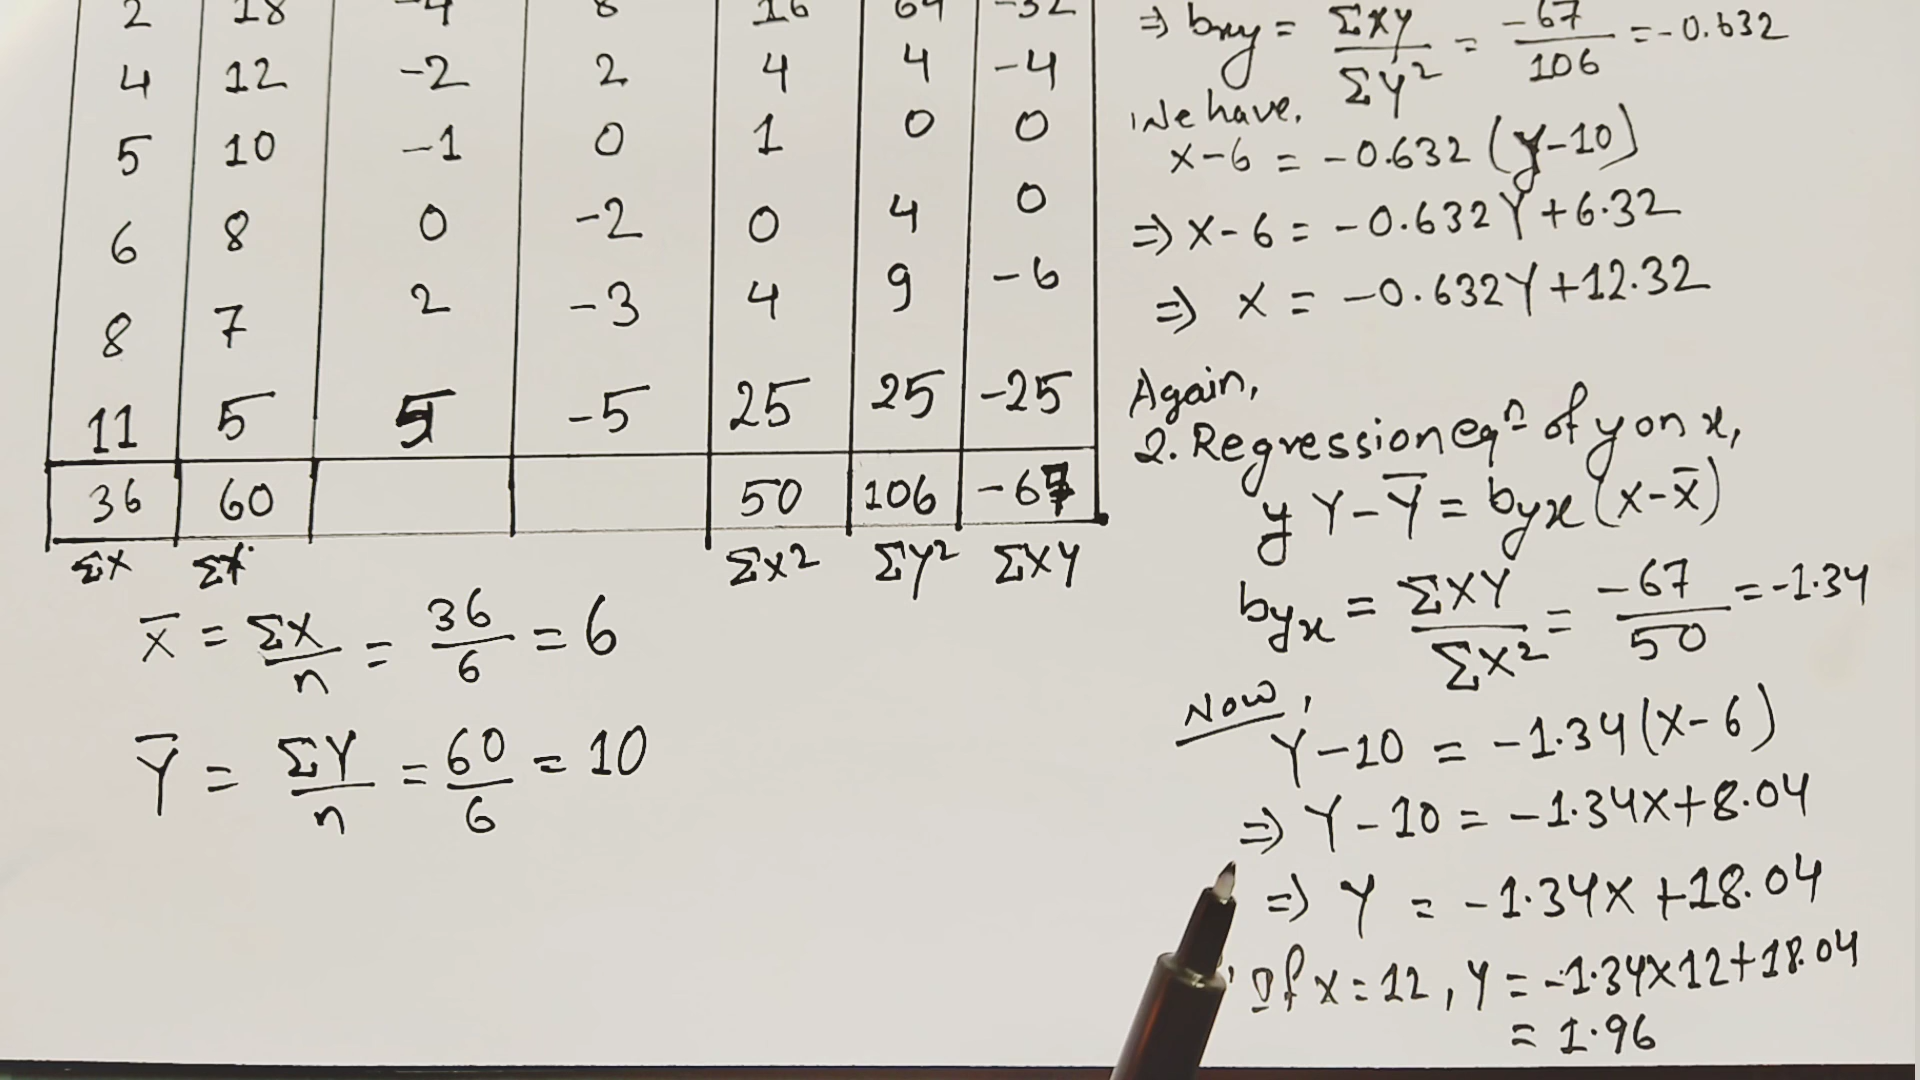 2 18 -4 8 16 64 -32
4 12 -2 2 4 4 -4
5 10 -1 0 1 0 0
6 8 0 -2 0 4 0
8 7 2 -3 4 9 -6
11 5 5 -5 25 25 -25
36 60 50 106 -67
ΣX ΣY ΣX² ΣY² ΣXY
X̅ = ΣX/n = 36/6 = 6
Y̅ = ΣY/n = 60/6 = 10
⇒ bxy = ΣXY/ΣY² = -67/106 = -0.632
We have,
X-6 = -0.632 (y-10)
⇒ X-6 = -0.632Y+6.32
⇒ X = -0.632Y+12.32
Again,
2. Regression eqⁿ of y on x,
y Y-Y̅ = byx (X-X̅)
byx = ΣXY/ΣX² = -67/50 = -1.34
Now,
Y-10 = -1.34(X-6)
⇒ Y-10 = -1.34X+8.04
⇒ Y = -1.34X+18.04
If X=12, Y = -1.34X12+18.04
= 1.96